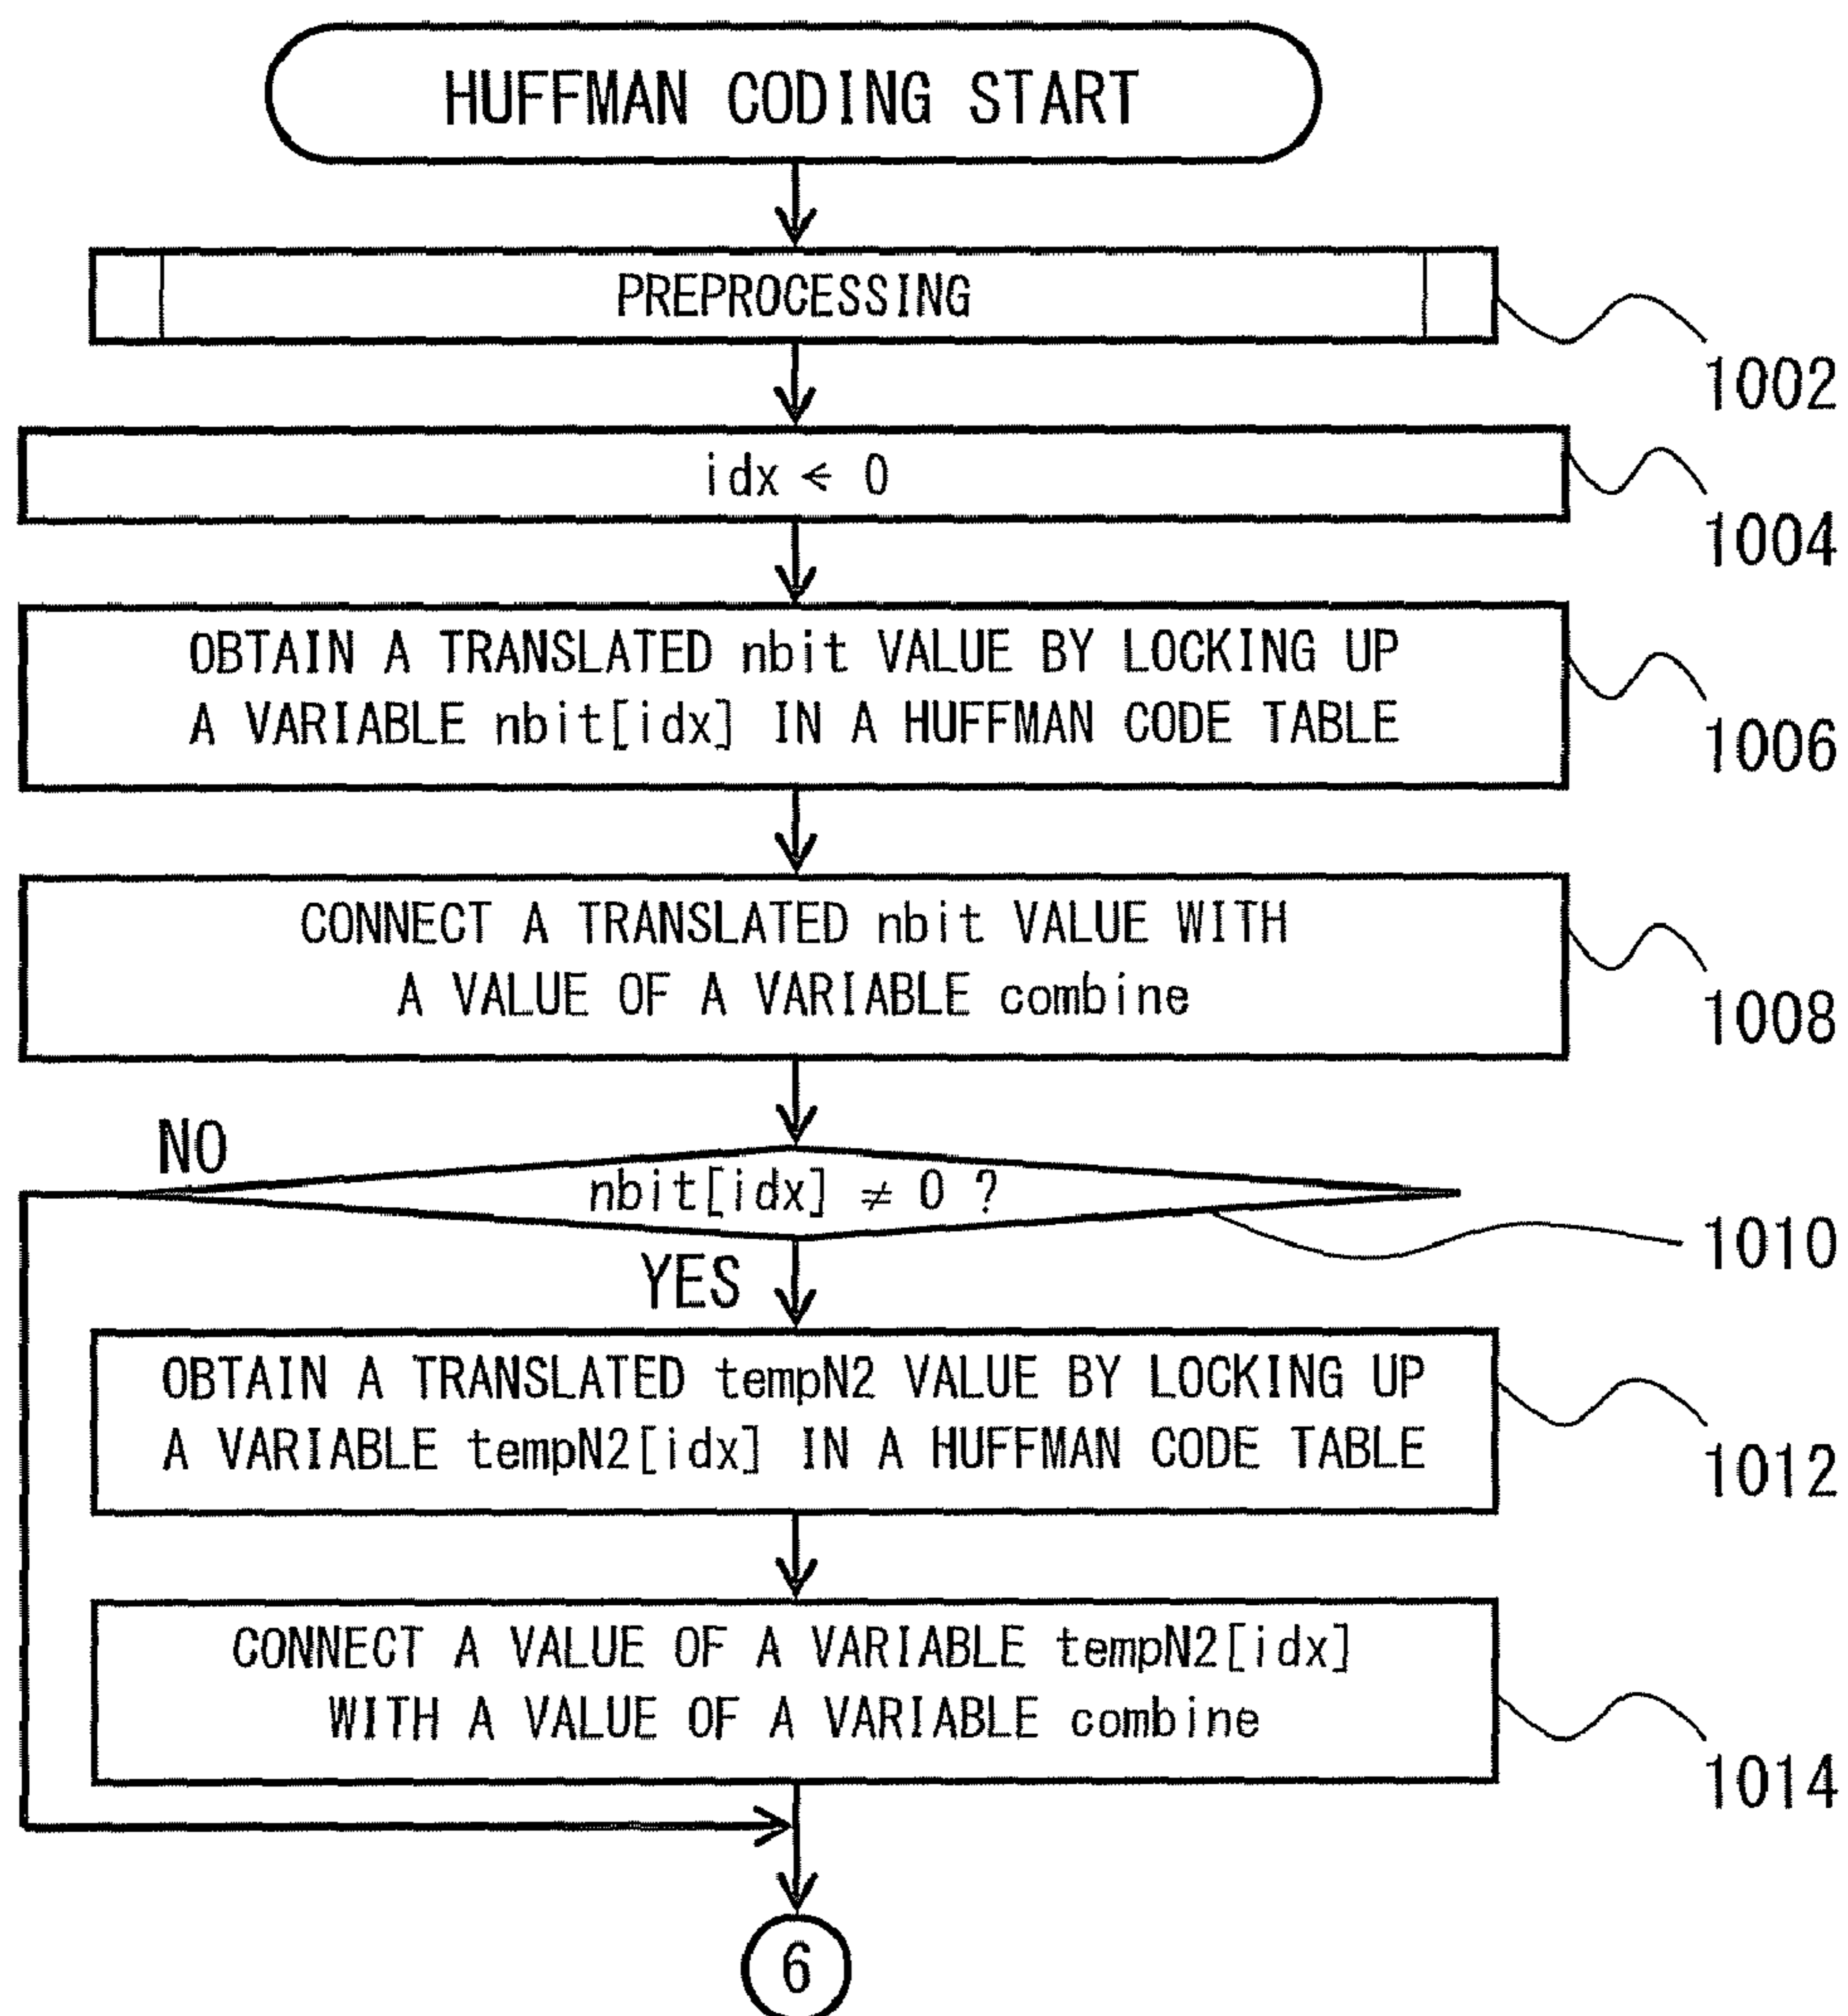 HUFFMAN CODING START
PREPROCESSING
1002
idx ← 0
1004
OBTAIN A TRANSLATED nbit VALUE BY LOCKING UP
A VARIABLE nbit[idx] IN A HUFFMAN CODE TABLE
1006
CONNECT A TRANSLATED nbit VALUE WITH
A VALUE OF A VARIABLE combine
1008
NO
nbit[idx] ≠ 0 ?
1010
YES
OBTAIN A TRANSLATED tempN2 VALUE BY LOCKING UP
A VARIABLE tempN2[idx] IN A HUFFMAN CODE TABLE
1012
CONNECT A VALUE OF A VARIABLE tempN2[idx]
WITH A VALUE OF A VARIABLE combine
1014
6